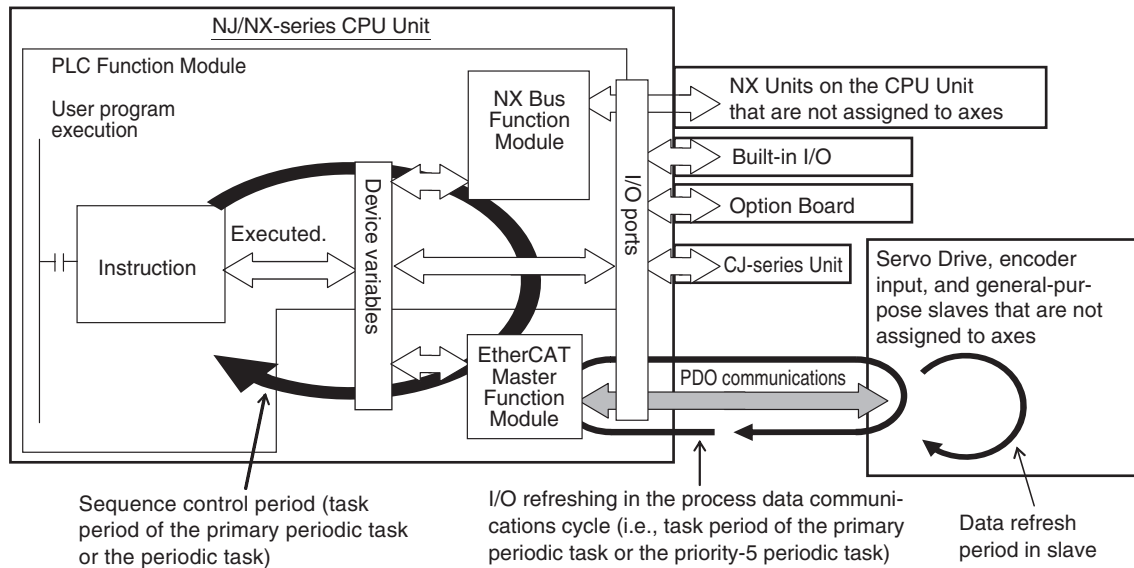 NJ/NX-series CPU Unit
PLC Function Module
User program
execution
NX Bus
Function
Module
NX Units on the CPU Unit
that are not assigned to axes
Built-in I/O
Option Board
CJ-series Unit
I/O ports
Device variables
Executed.
Instruction
Servo Drive, encoder
input, and general-pur-
pose slaves that are not
assigned to axes
EtherCAT
Master
Function
Module
PDO communications
Sequence control period (task
period of the primary periodic task
or the periodic task)
I/O refreshing in the process data communi-
cations cycle (i.e., task period of the primary
periodic task or the priority-5 periodic task)
Data refresh
period in slave